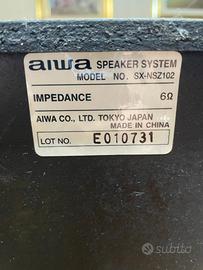 aiwa SPEAKER SYSTEM
MODEL NO. SX-NSZ102
IMPEDANCE 6Ω
AIWA CO., LTD. TOKYO JAPAN
MADE IN CHINA
LOT NO. E010731
subito